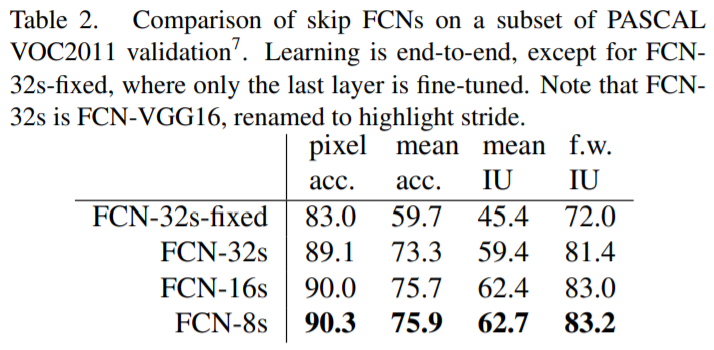 Table 2. Comparison of skip FCNs on a subset of PASCAL
VOC2011 validation7. Learning is end-to-end, except for FCN-
32s-fixed, where only the last layer is fine-tuned. Note that FCN-
32s is FCN-VGG16, renamed to highlight stride.
pixel mean mean f.w.
acc. acc. IU IU
FCN-32s-fixed 83.0 59.7 45.4 72.0
FCN-32s 89.1 73.3 59.4 81.4
FCN-16s 90.0 75.7 62.4 83.0
FCN-8s 90.3 75.9 62.7 83.2